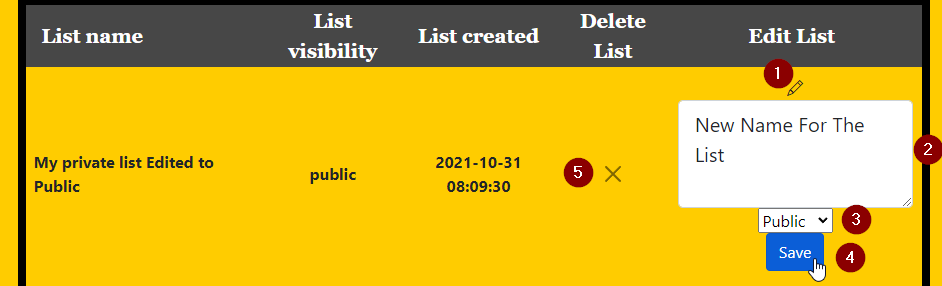 List name
List
visibility
List created
Delete
List
Edit List
1
My private list Edited to
Public
public
2021-10-31
08:09:30
5
New Name For The
List
2
Public
3
Save
4